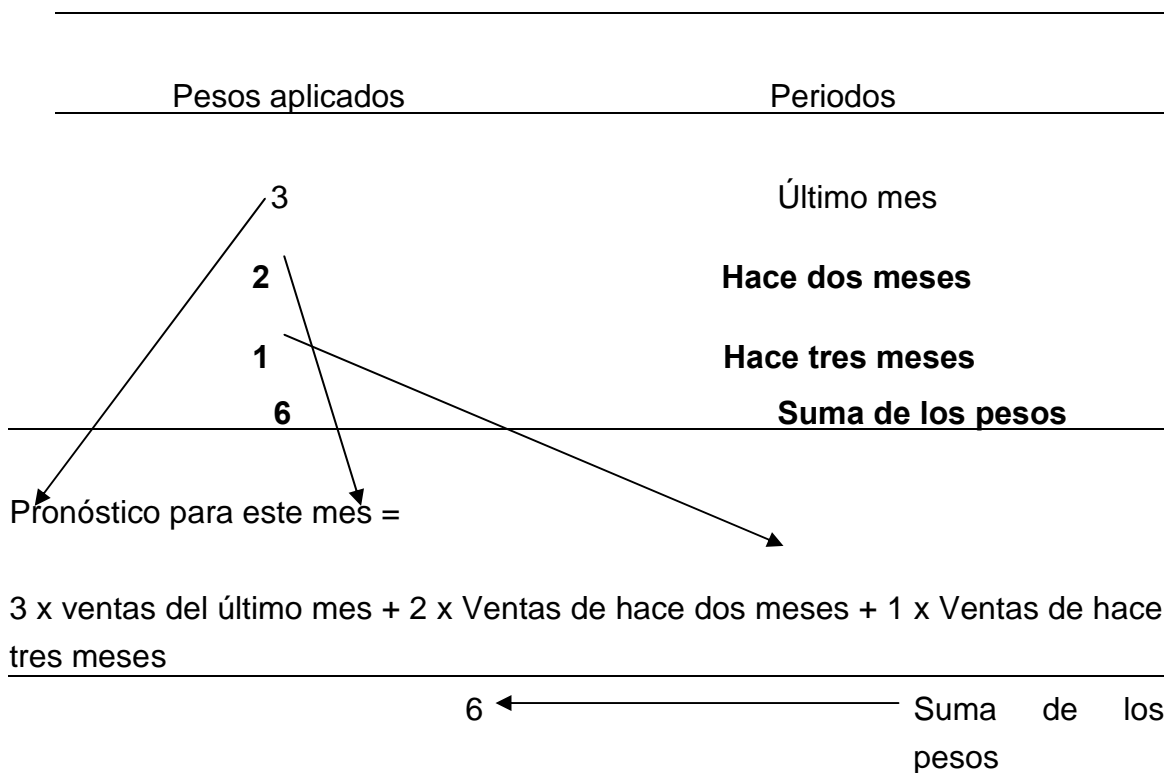 Pesos aplicados Periodos
3 Último mes
2 Hace dos meses
1 Hace tres meses
6 Suma de los pesos
Pronóstico para este mes =
3 x ventas del último mes + 2 x Ventas de hace dos meses + 1 x Ventas de hace
tres meses
6 Suma de los
pesos